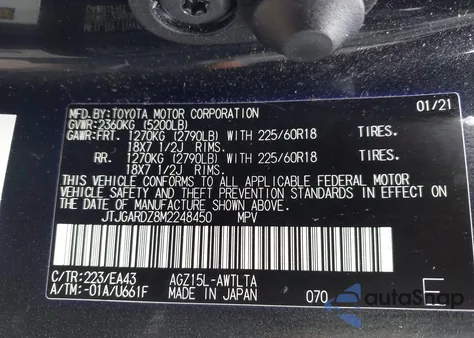 MFD.BY:TOYOTA MOTOR CORPORATION 01/21
GVWR:2360KG (5200LB)
GAWR:FRT. 1270KG (2790LB) WITH 225/60R18 TIRES.
18X7 1/2J RIMS.
RR. 1270KG (2790LB) WITH 225/60R18 TIRES.
18X7 1/2J RIMS.
THIS VEHICLE CONFORMS TO ALL APPLICABLE FEDERAL MOTOR
VEHICLE SAFETY AND THEFT PREVENTION STANDARDS IN EFFECT
ON THE DATE OF MANUFACTURE SHOWN ABOVE.
JTJGARDZ8M2248450 MPV
C/TR:223/EA43 AGZ15L-AWTLTA
A/TM:-01A/U661F MADE IN JAPAN 070 E
autoSnap